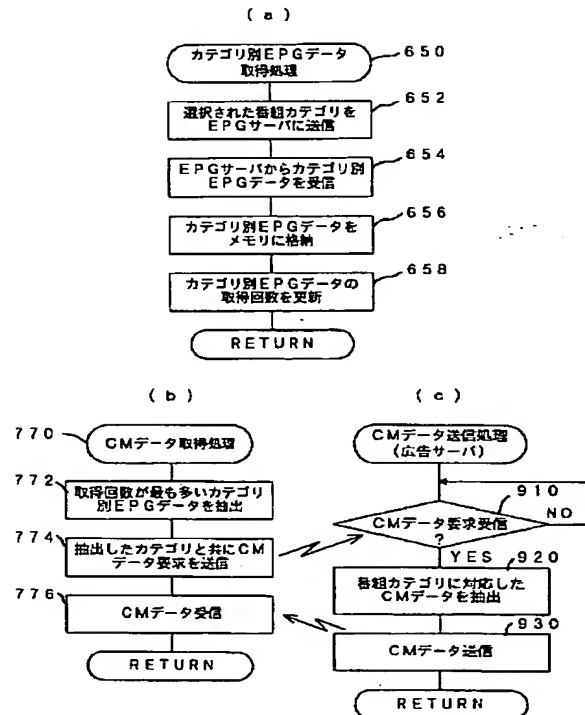 (a)
カテゴリ別EPGデータ
取得処理
650
選択された番組カテゴリを
EPGサーバに送信
652
EPGサーバからカテゴリ別
EPGデータを受信
654
カテゴリ別EPGデータを
メモリに格納
656
カテゴリ別EPGデータの
取得回数を更新
658
RETURN
(b)
770
CMデータ取得処理
772
取得回数が最も多いカテゴリ
別EPGデータを抽出
774
抽出したカテゴリと共にCM
データ要求を送信
776
CMデータ受信
RETURN
(c)
CMデータ送信処理
(広告サーバ)
910
CMデータ要求受信
?
NO
YES
920
番組カテゴリに対応した
CMデータを抽出
930
CMデータ送信
RETURN